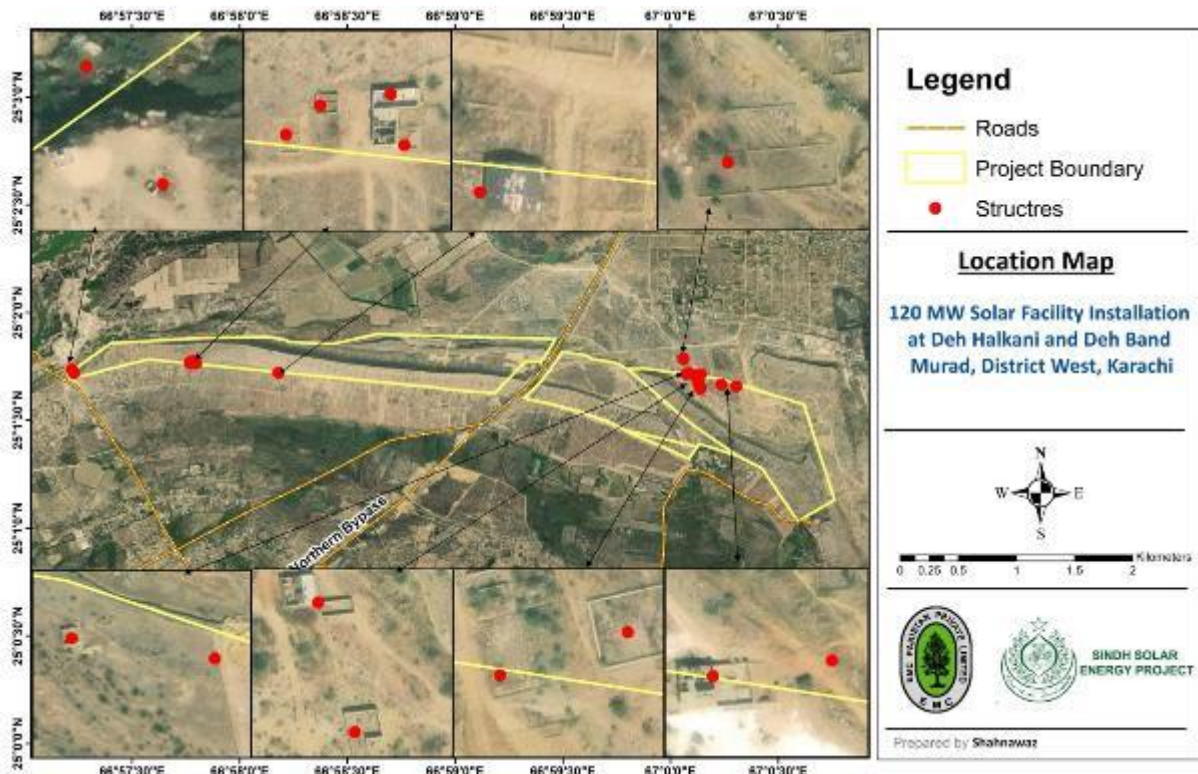 66°57'30"E 66°58'0"E 66°58'30"E 66°59'0"E 66°59'30"E 67°0'0"E 67°0'30"E
25°3'0"N
25°2'30"N
25°2'0"N
25°1'30"N
25°1'0"N
25°0'30"N
25°0'0"N
Northern Bypass
66°57'30"E 66°58'0"E 66°58'30"E 66°59'0"E 66°59'30"E 67°0'0"E 67°0'30"E
Legend
Roads
Project Boundary
Structres
Location Map
120 MW Solar Facility Installation
at Deh Halkani and Deh Band
Murad, District West, Karachi
N
W E
S
Kilometers
0 0.25 0.5 1 1.5 2
EMC PAKISTAN PRIVATE LIMITED
E M C
SINDH SOLAR
ENERGY PROJECT
Prepared by Shahnawaz